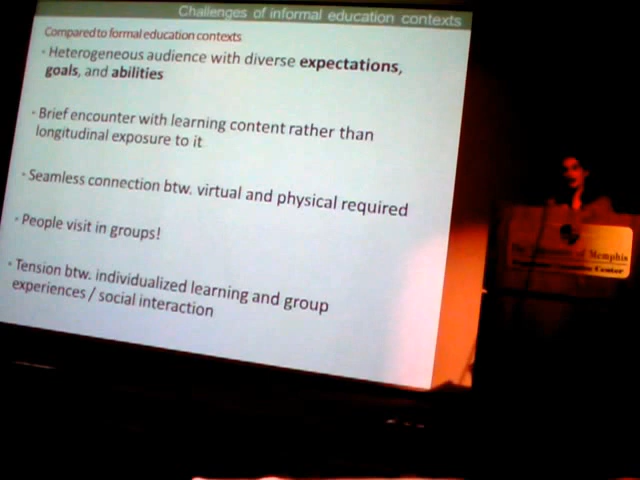 Challenges of informal education contexts
Compared to formal education contexts
• Heterogeneous audience with diverse expectations,
goals, and abilities
• Brief encounter with learning content rather than
longitudinal exposure to it
• Seamless connection btw. virtual and physical required
• People visit in groups!
• Tension btw. individualized learning and group
experiences / social interaction
of Memphis
Center